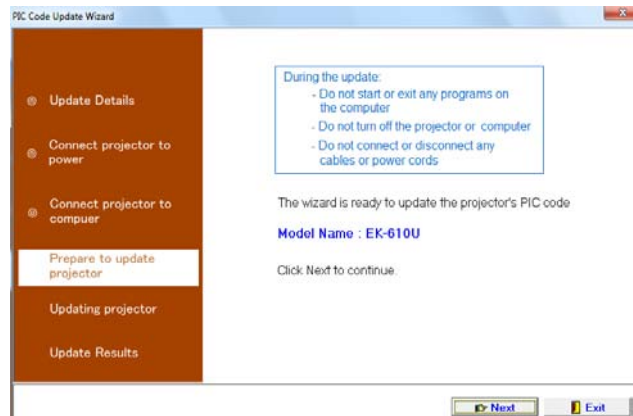 PIC Code Update Wizard
Update Details
Connect projector to
power
Connect projector to
compuer
Prepare to update
projector
Updating projector
Update Results
During the update:
- Do not start or exit any programs on
the computer
- Do not turn off the projector or computer
- Do not connect or disconnect any
cables or power cords
The wizard is ready to update the projector's PIC code
Model Name : EK-610U
Click Next to continue.
Next
Exit